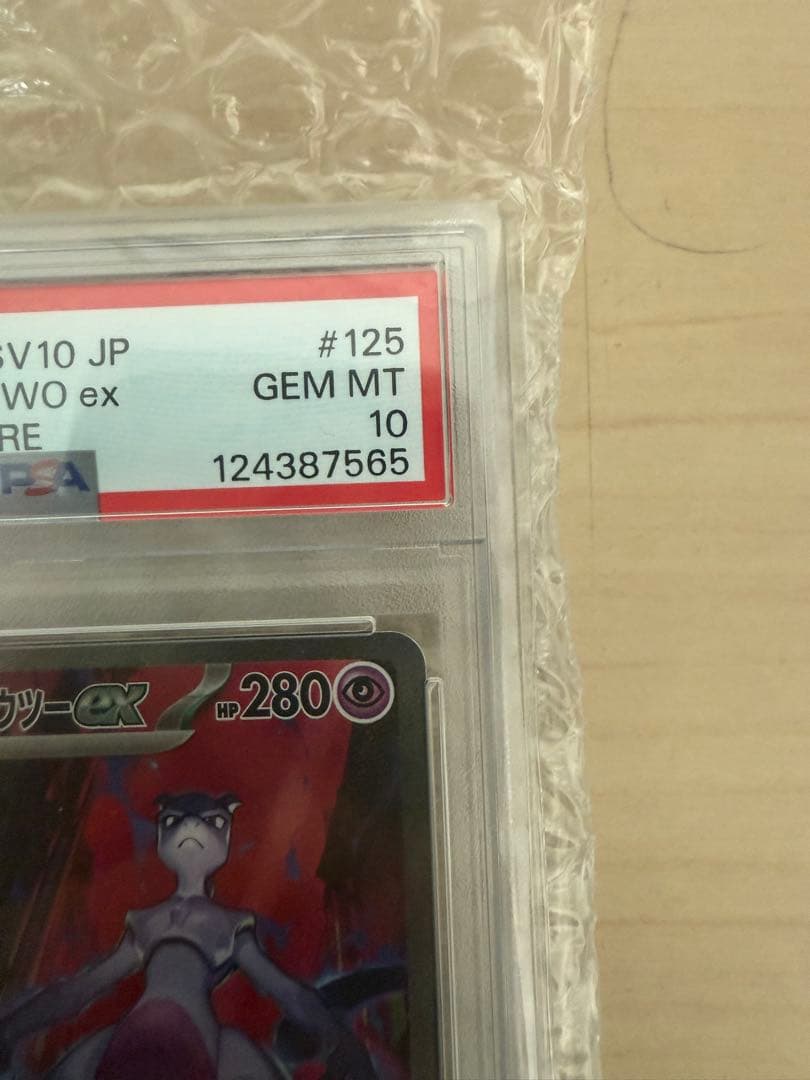 SV10 JP #125
WO ex GEM MT
RE 10
PSA 124387565
ウツーex HP280